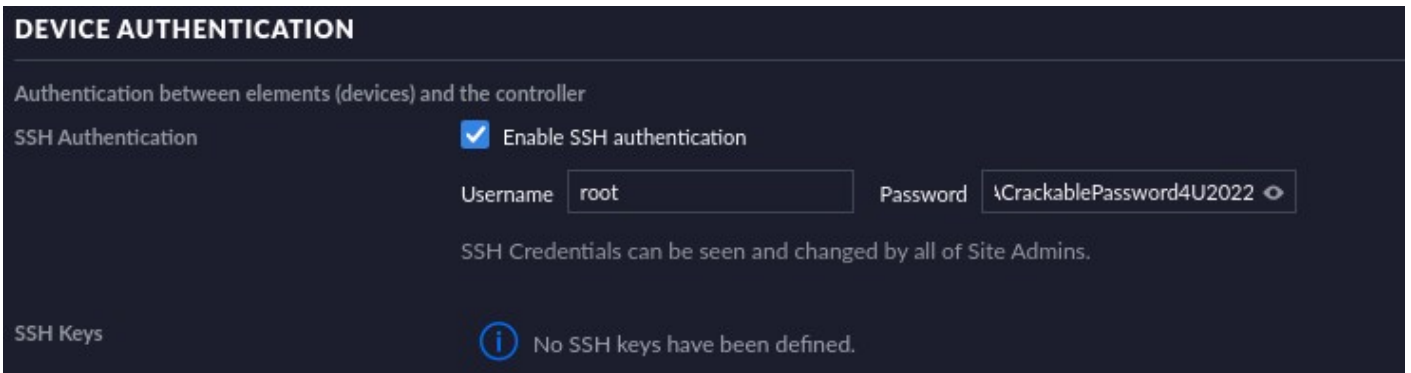 DEVICE AUTHENTICATION
Authentication between elements (devices) and the controller
SSH Authentication
Enable SSH authentication
Username root Password CrackablePassword4U2022
SSH Credentials can be seen and changed by all of Site Admins.
SSH Keys
No SSH keys have been defined.